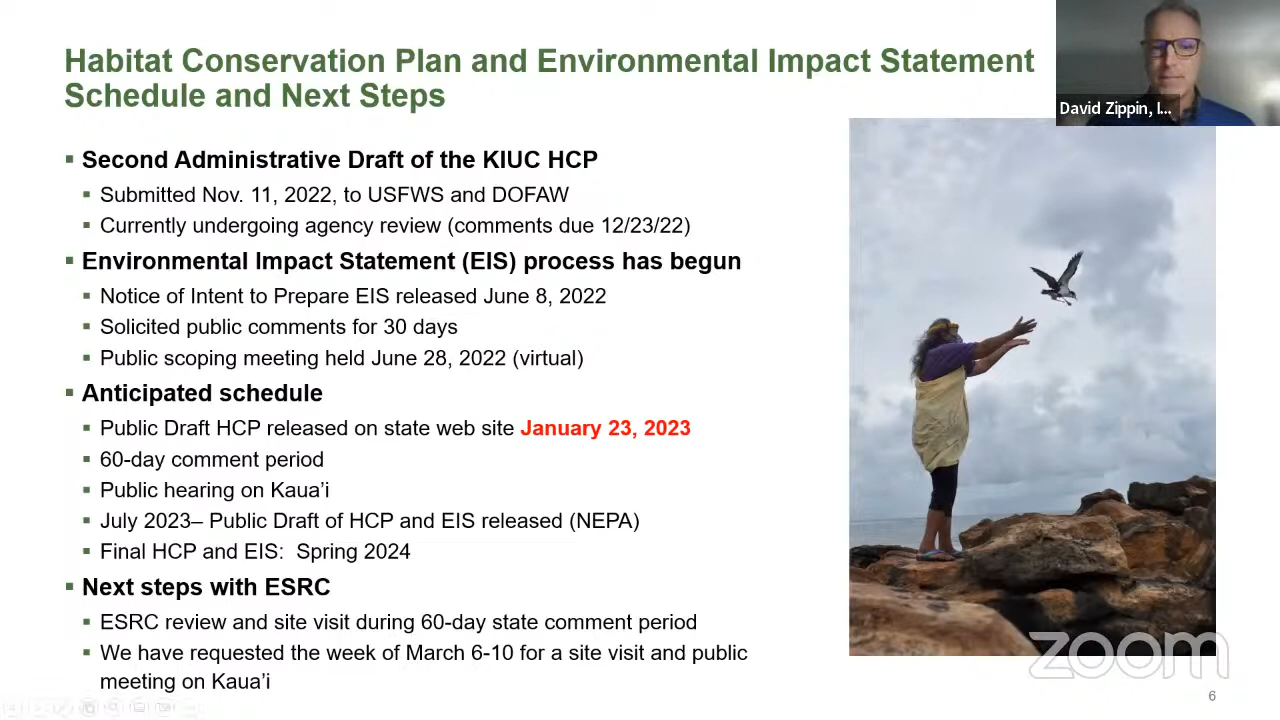 Habitat Conservation Plan and Environmental Impact Statement
Schedule and Next Steps
David Zippin, I...
▪ Second Administrative Draft of the KIUC HCP
▪ Submitted Nov. 11, 2022, to USFWS and DOFAW
▪ Currently undergoing agency review (comments due 12/23/22)
▪ Environmental Impact Statement (EIS) process has begun
▪ Notice of Intent to Prepare EIS released June 8, 2022
▪ Solicited public comments for 30 days
▪ Public scoping meeting held June 28, 2022 (virtual)
▪ Anticipated schedule
▪ Public Draft HCP released on state web site January 23, 2023
▪ 60-day comment period
▪ Public hearing on Kaua’i
▪ July 2023– Public Draft of HCP and EIS released (NEPA)
▪ Final HCP and EIS: Spring 2024
▪ Next steps with ESRC
▪ ESRC review and site visit during 60-day state comment period
▪ We have requested the week of March 6-10 for a site visit and public
meeting on Kaua’i
zoom
6